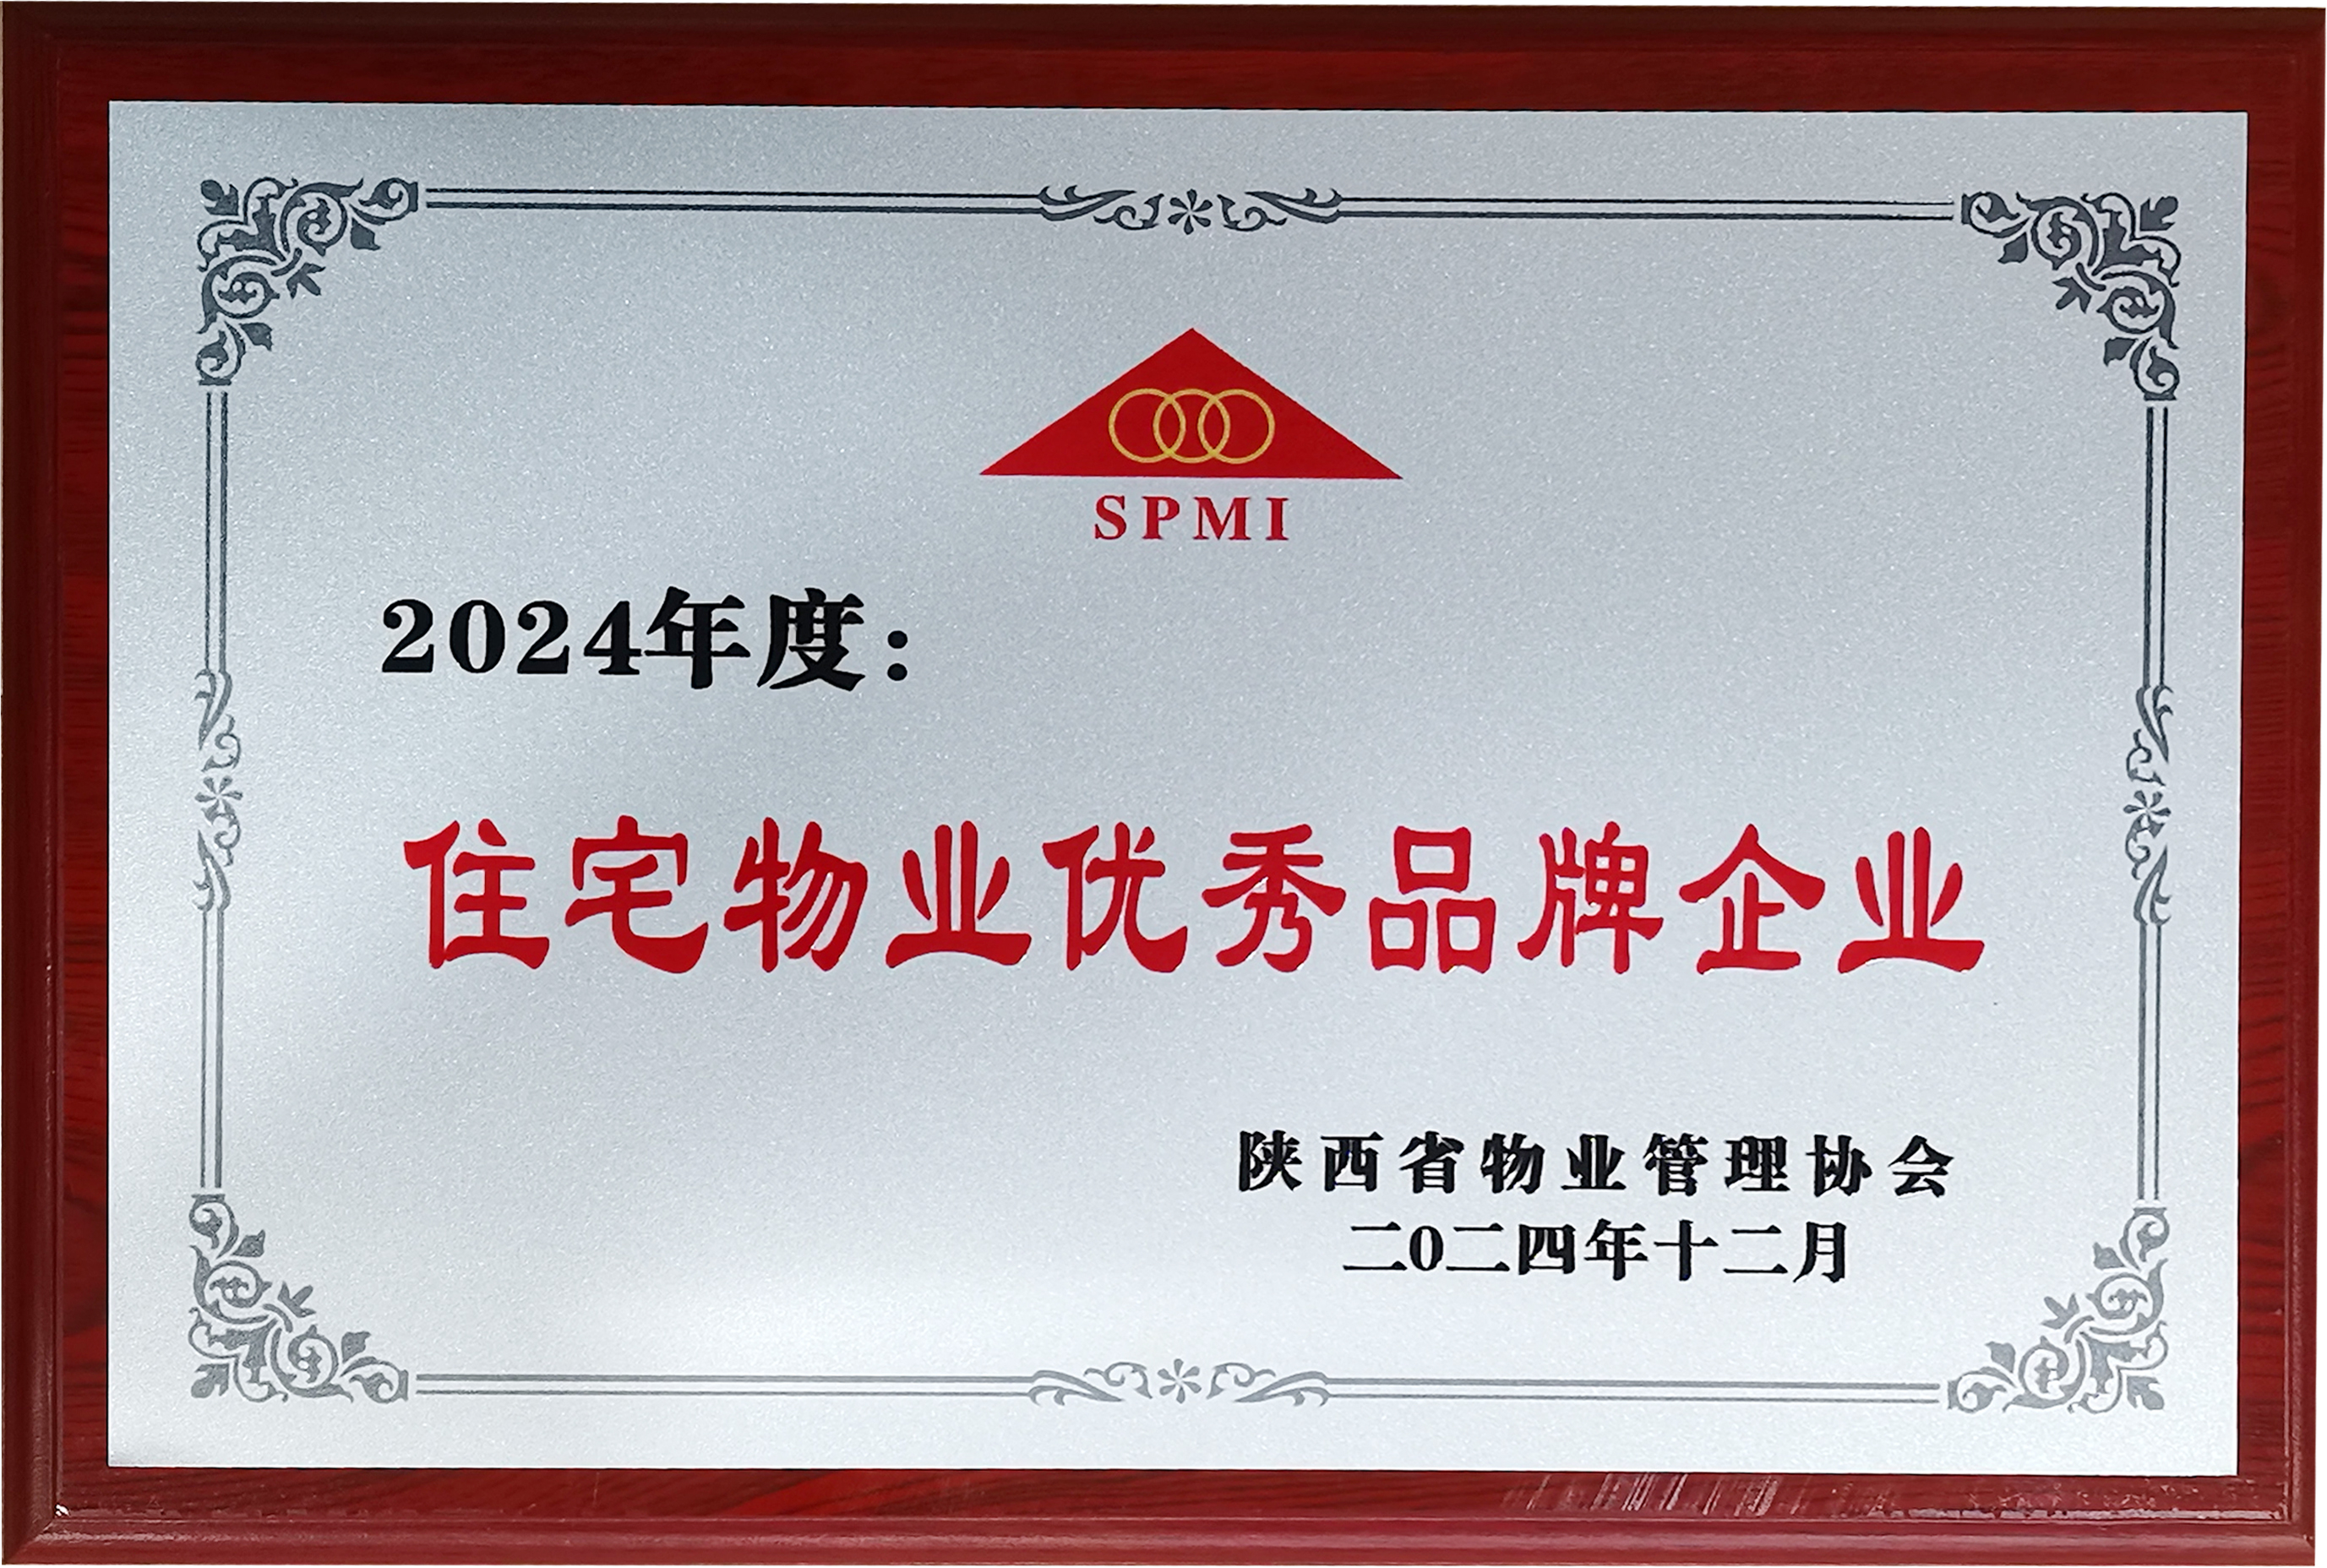 SPMI
2024年度：
住宅物业优秀品牌企业
陕西省物业管理协会
二0二四年十二月